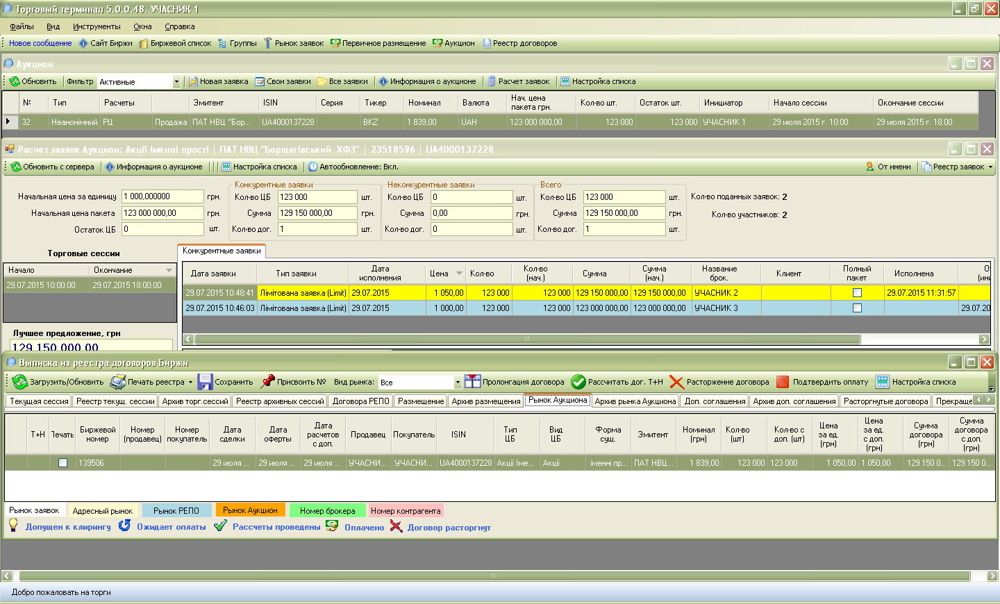 Торговый терминал 5.0.0.48. УЧАСНИК 1
Файлы Вид Инструменты Окна Справка
Новое сообщение Сайт Биржи Биржевой список Группы Рынок заявок Первичное размещение Аукцион Реестр договоров
Аукцион
Обновить Фильтр Активные Новая заявка Свои заявки Все заявки Информация о аукционе Расчет заявок Настройка списка
№ Тип Расчеты Эмитент ISIN Серия Тикер Номинал Валюта Нач. цена пакета грн. Кол-во шт. Остаток шт. Инициатор Начало сессии Окончание сессии
32 Неанонімний РЦ Продажа ПАТ НВЦ "Бор... UA4000137228 BKZ 1 839,00 UAH 123 000 000,00 123 000 123 000 УЧАСНИК 1 29 июля 2015 г. 10:00 29 июля 2015 г. 18:00
Расчет заявок Аукцион: Акції Іменні прості | ПАТ НВЦ "Борщагівський ХФЗ" | 23518596 | UA4000137228
Обновить с сервера Информация о аукционе Настройка списка Автообновление: Вкл. От имени Реестр заявок
Конкурентные заявки Неконкурентные заявки Всего
Начальная цена за единицу 1 000,000000 грн. Кол-во ЦБ 123 000 шт. Кол-во ЦБ 0 шт. Кол-во ЦБ 123 000 шт. Кол-во поданных заявок: 2
Начальная цена пакета 123 000 000,00 грн. Сумма 129 150 000,00 грн. Сумма 0,00 грн. Сумма 129 150 000,00 грн. Кол-во участников: 2
Остаток ЦБ 0 шт. Кол-во дог. 1 шт. Кол-во дог. 0 шт. Кол-во дог. 1 шт.
Торговые сессии
Начало Окончание
29.07.2015 10:00:00 29.07.2015 18:00:00
Лучшее предложение, грн
129 150 000,00
Конкурентные заявки
Дата заявки Тип заявки Дата исполнения Цена Кол-во Кол-во (нач.) Сумма Сумма (нач.) Название брок. Клиент Полный пакет Исполнена О (ини
29.07.2015 10:48:41 Лімітована заявка (Limit) 29.07.2015 1 050,00 123 000 123 000 129 150 000,00 129 150 000,00 УЧАСНИК 2 29.07.2015 11:31:57
29.07.2015 10:46:03 Лімітована заявка (Limit) 29.07.2015 1 000,00 123 000 123 000 123 000 000,00 123 000 000,00 УЧАСНИК 3 29.07.20
Выписка из реестра договоров Биржи
Загрузить/Обновить Печать реестра Сохранить Присвоить № Вид рынка: Все Пролонгация договора Рассчитать дог. Т+Н Расторжение договора Подтвердить оплату Настройка списка
Текущая сессия Реестр текущ. сессии Архив торг.сессий Реестр архивных сессий Договора РЕПО Размещение Архив размещения Рынок Аукциона Архив рынка Аукциона Доп. соглашения Архив доп. соглашения Расторгнутые договора Прекраще
Т+Н Печать Биржевой номер Номер (продавец) Номер покупатель Дата сделки Дата оферты Дата расчетов с доп. Продавец Покупатель ISIN Тип ЦБ Вид ЦБ Форма сущ. Эмитент Номинал (грн) Кол-во (шт) Кол-во с доп. (шт) Цена за ед. (грн) Цена за ед. с доп. (грн) Сумма договора (грн) Сумма договора с доп. (грн)
139506 29 июля ... 29 июля ... 29 июля ... УЧАСНИ... УЧАСНИ... UA4000137228 Акції Іме... Акції іменні пр... ПАТ НВЦ... 1 839,00 123 000 123 000 1 050,00 1 050,00 129 150 0... 129 150 0...
Рынок заявок Адресный рынок Рынок РЕПО Рынок Аукцион Номер брокера Номер контрагента
Допущен к клирингу Ожидает оплаты Рассчеты проведены Оплачено Договор расторгнут
Добро пожаловать на торги